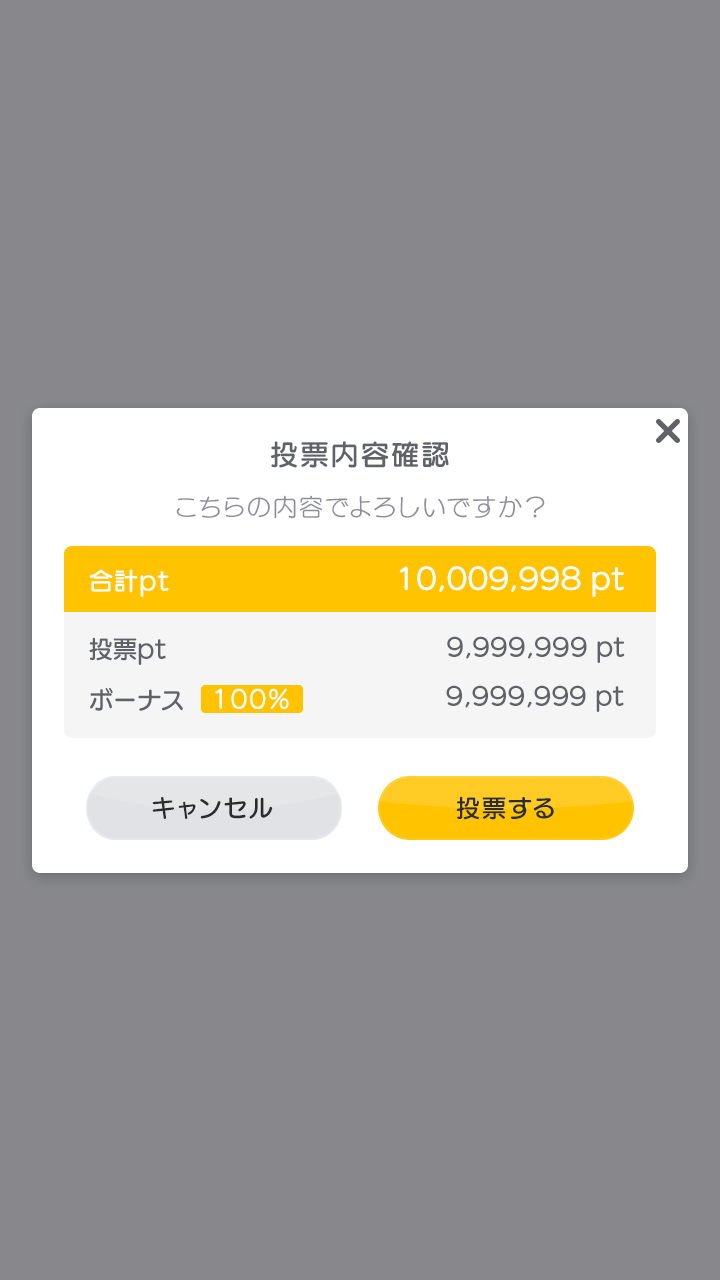 投票内容確認
こちらの内容でよろしいですか？
合計pt 10,009,998 pt
投票pt 9,999,999 pt
ボーナス 100% 9,999,999 pt
キャンセル 投票する